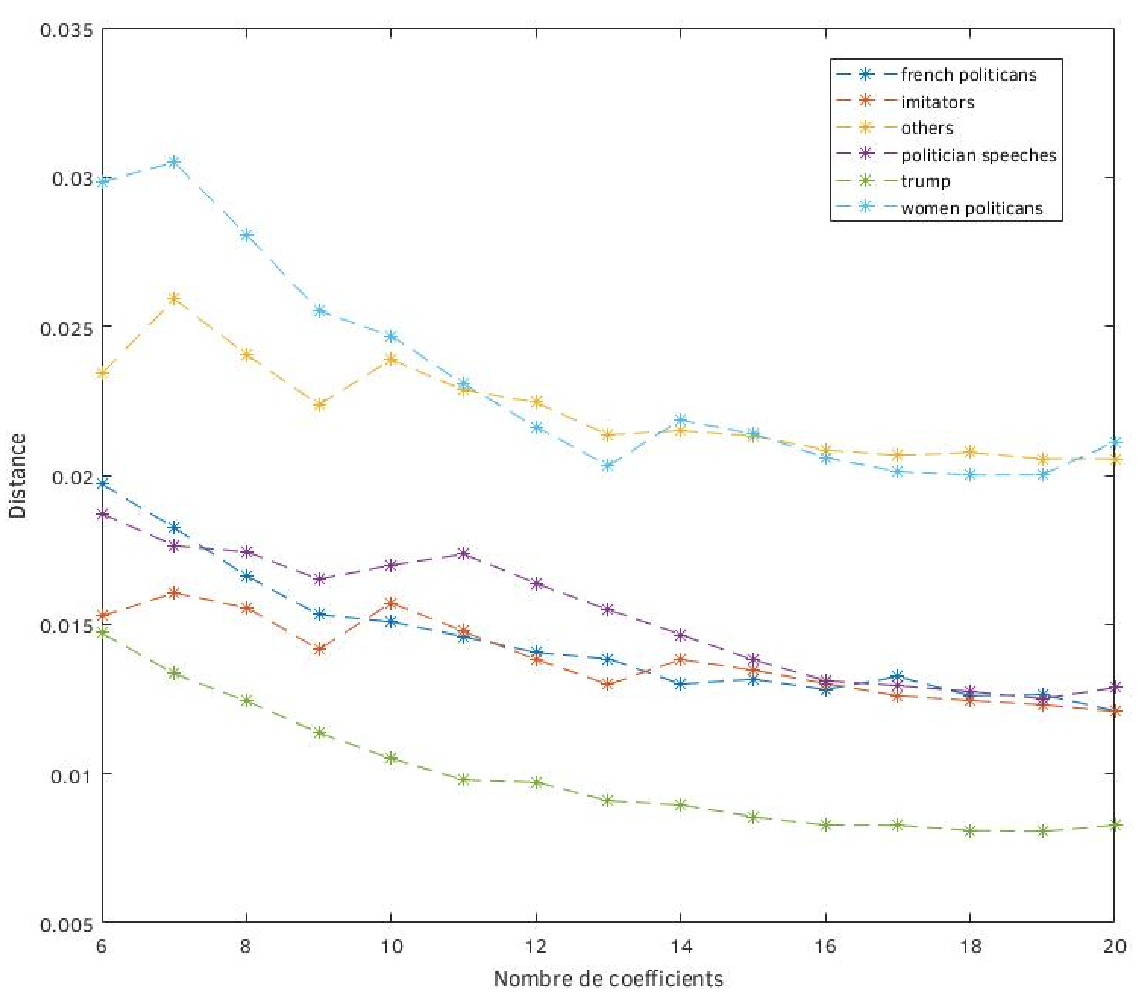 0.035
0.03
0.025
0.02
0.015
0.01
0.005
Distance
6
8
10
12
14
16
18
20
Nombre de coefficients
french politicans
imitators
others
politician speeches
trump
women politicans